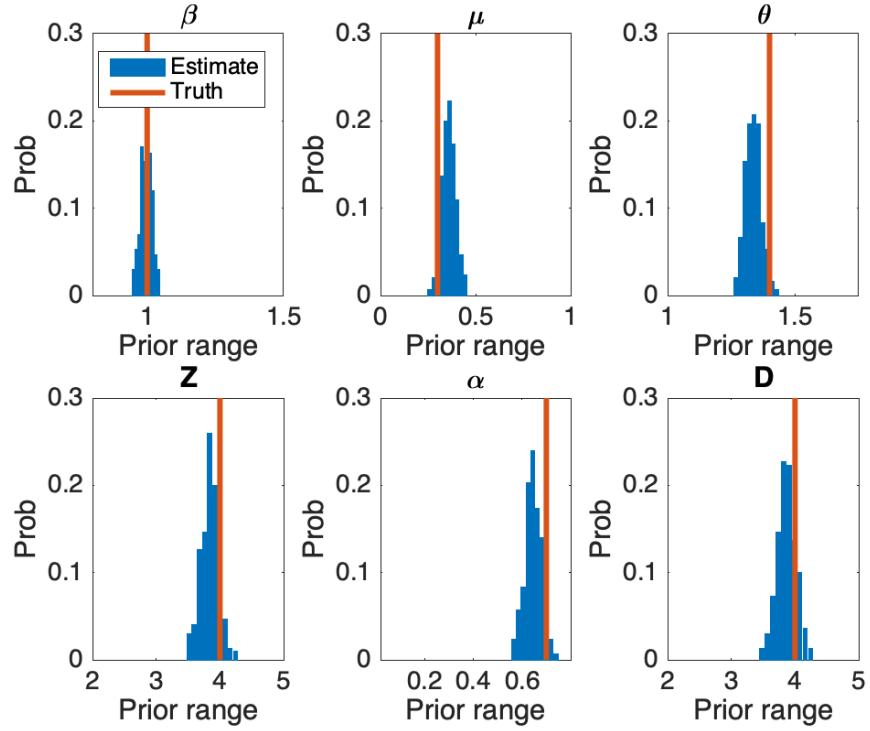 β
0.3
Estimate
Truth
0.2
Prob
0.1
0
1
1.5
Prior range
μ
0.3
0.2
Prob
0.1
0
0
0.5
1
Prior range
θ
0.3
0.2
Prob
0.1
0
1
1.5
Prior range
Z
0.3
0.2
Prob
0.1
0
2
3
4
5
Prior range
α
0.3
0.2
Prob
0.1
0
0.2
0.4
0.6
Prior range
D
0.3
0.2
Prob
0.1
0
2
3
4
5
Prior range